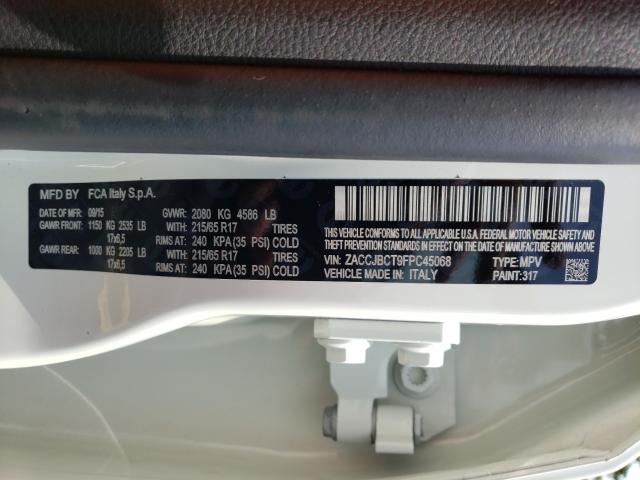 MFD BY FCA Italy S.p.A.
DATE OF MFR: 09/15 GVWR: 2080 KG 4586 LB
GAWR FRONT: 1150 KG 2535 LB WITH: 215/65 R17 TIRES
17x6,5 RIMS AT: 240 KPA(35 PSI) COLD
GAWR REAR: 1000 KG 2205 LB WITH: 215/65 R17 TIRES
17x6,5 RIMS AT: 240 KPA(35 PSI) COLD
THIS VEHICLE CONFORMS TO ALL APPLICABLE U.S.A. FEDERAL MOTOR VEHICLE SAFETY,
BUMPER AND THEFT PREVENTION STANDARDS IN EFFECT ON THE DATE OF MANUFACTURE SHOWN ABOVE.
VIN: ZACCJBCT9FPC45068 TYPE: MPV
VEHICLE MADE IN: ITALY PAINT: 317